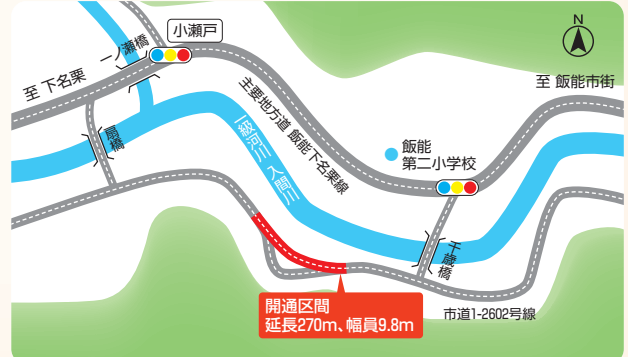 小瀬戸
N
一ノ瀬橋
至 下名栗
至 飯能市街
主要地方道 飯能下名栗線
扇橋
一級河川 入間川
飯能
第二小学校
千歳橋
開通区間
延長270m、幅員9.8m
市道1-2602号線